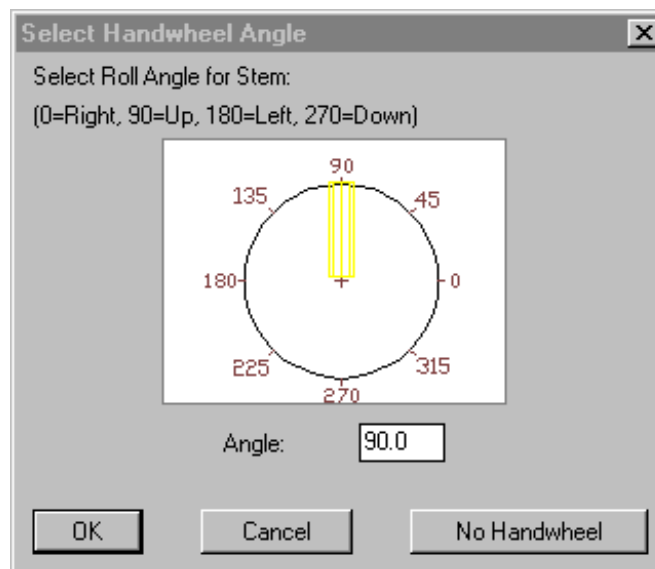 Select Handwheel Angle
Select Roll Angle for Stem:
(0=Right, 90=Up, 180=Left, 270=Down)
90
135 45
180 0
225 315
270
Angle: 90.0
OK Cancel No Handwheel